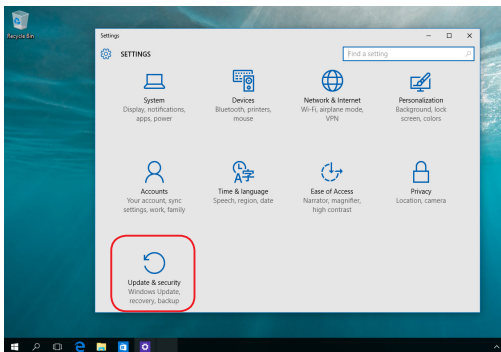 Recycle Bin
Settings
SETTINGS
Find a setting
System
Display, notifications,
apps, power
Devices
Bluetooth, printers,
mouse
Network & Internet
Wi-Fi, airplane mode,
VPN
Personalization
Background, lock
screen, colors
Accounts
Your account, sync
settings, work, family
Time & language
Speech, region, date
Ease of Access
Narrator, magnifier,
high contrast
Privacy
Location, camera
Update & security
Windows Update,
recovery, backup